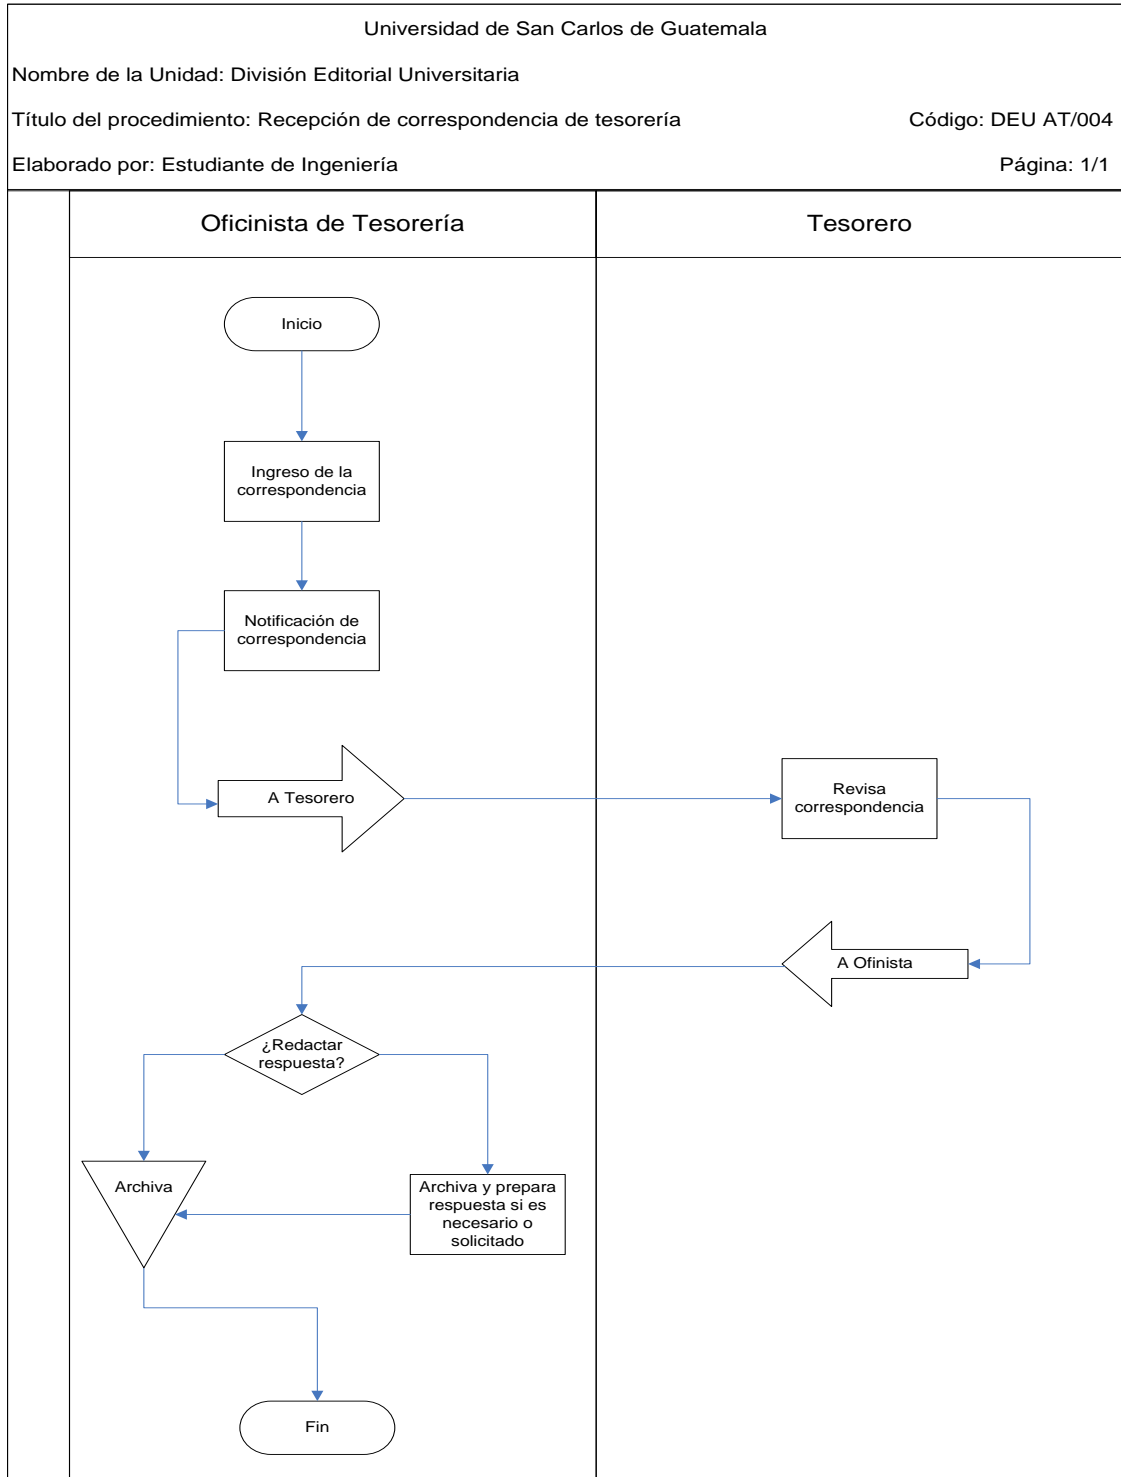 Universidad de San Carlos de Guatemala
Nombre de la Unidad: División Editorial Universitaria
Título del procedimiento: Recepción de correspondencia de tesorería Código: DEU AT/004
Elaborado por: Estudiante de Ingeniería Página: 1/1
Oficinista de Tesorería Tesorero
Inicio
Ingreso de la
correspondencia
Notificación de
correspondencia
A Tesorero
Revisa
correspondencia
A Ofinista
¿Redactar
respuesta?
Archiva
Archiva y prepara
respuesta si es
necesario o
solicitado
Fin